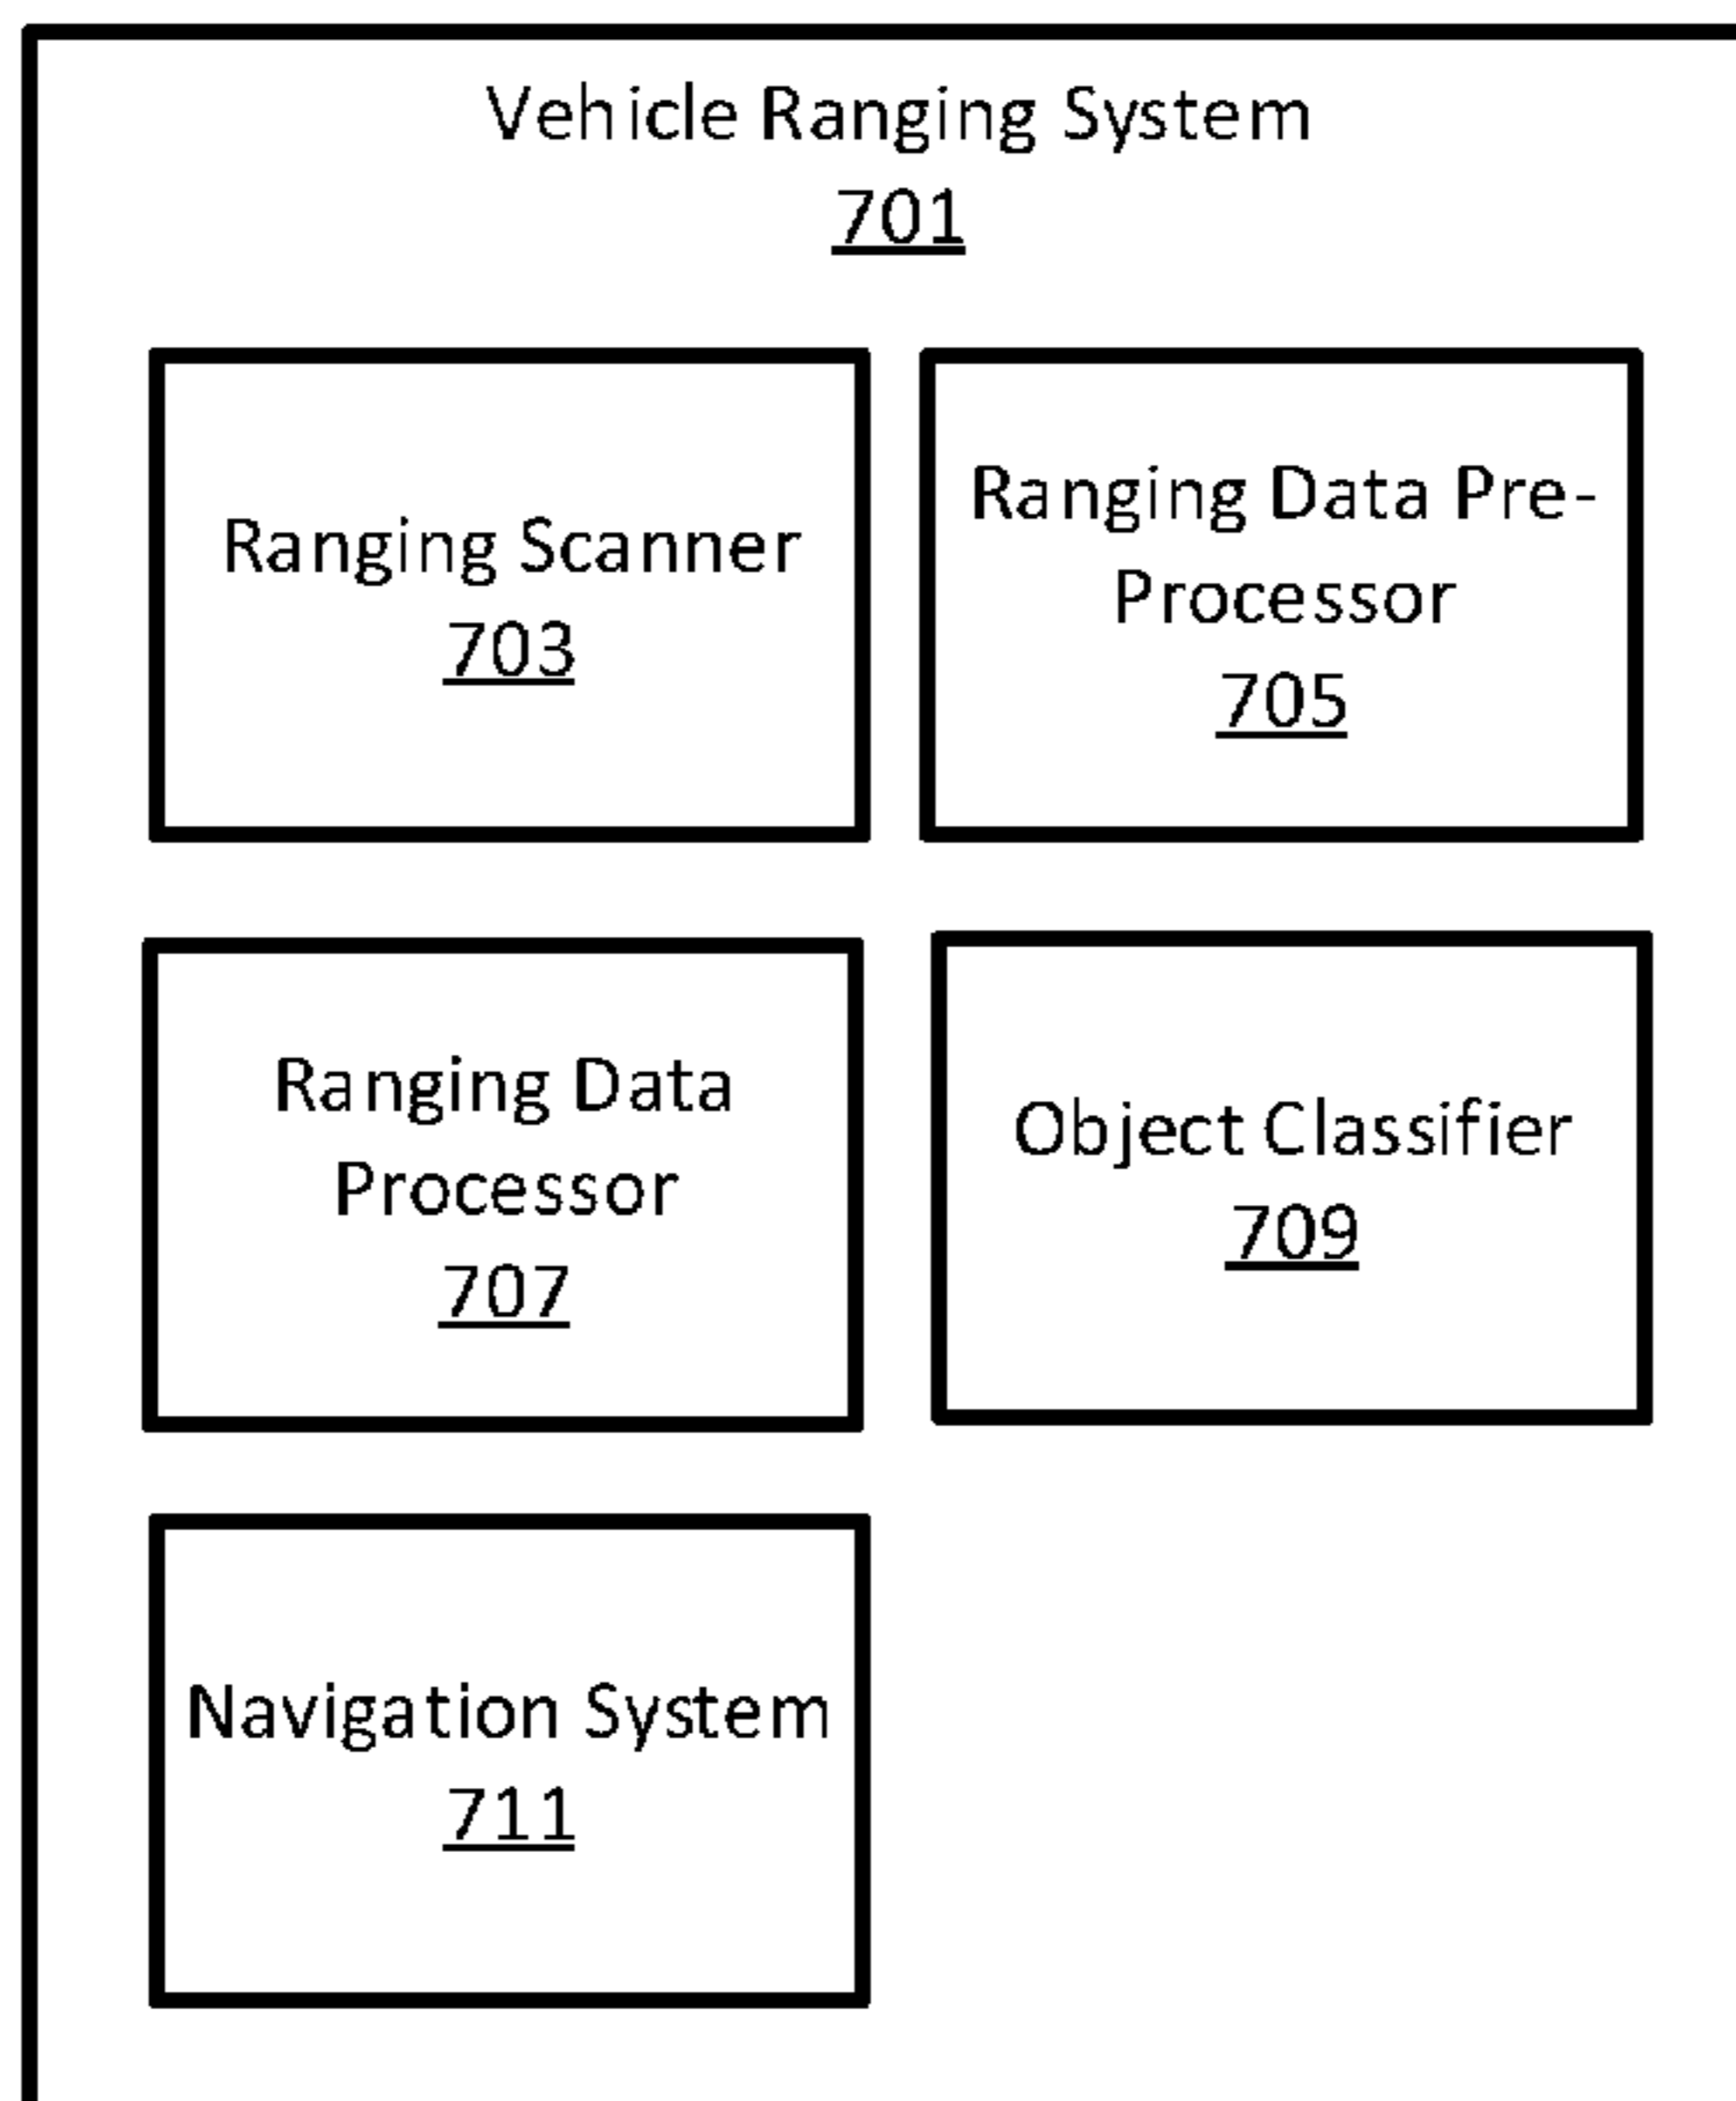 Vehicle Ranging System
701
Ranging Scanner
703
Ranging Data Pre-
Processor
705
Ranging Data
Processor
707
Object Classifier
709
Navigation System
711